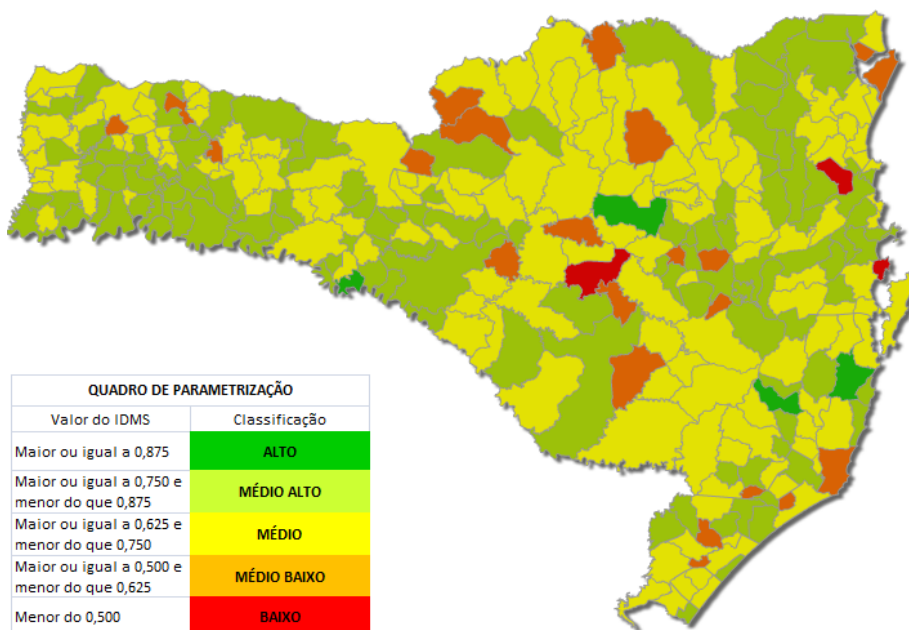 QUADRO DE PARAMETRIZAÇÃO
Valor do IDMS Classificação
Maior ou igual a 0,875 ALTO
Maior ou igual a 0,750 e
menor do que 0,875
MÉDIO ALTO
Maior ou igual a 0,625 e
menor do que 0,750
MÉDIO
Maior ou igual a 0,500 e
menor do que 0,625
MÉDIO BAIXO
Menor do 0,500 BAIXO